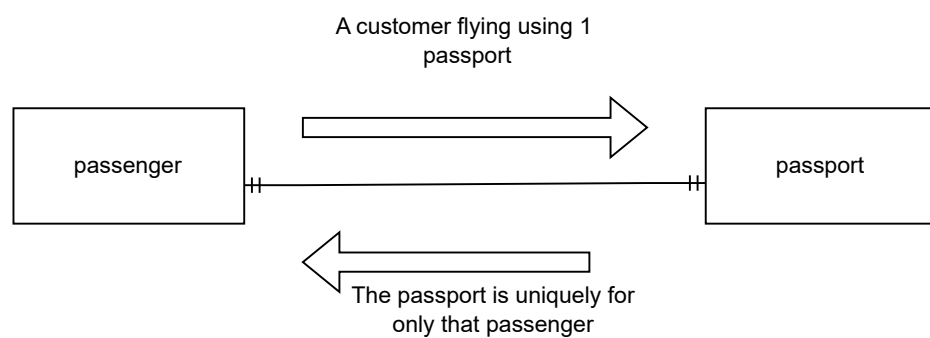 A customer flying using 1
passport
passenger
passport
The passport is uniquely for
only that passenger